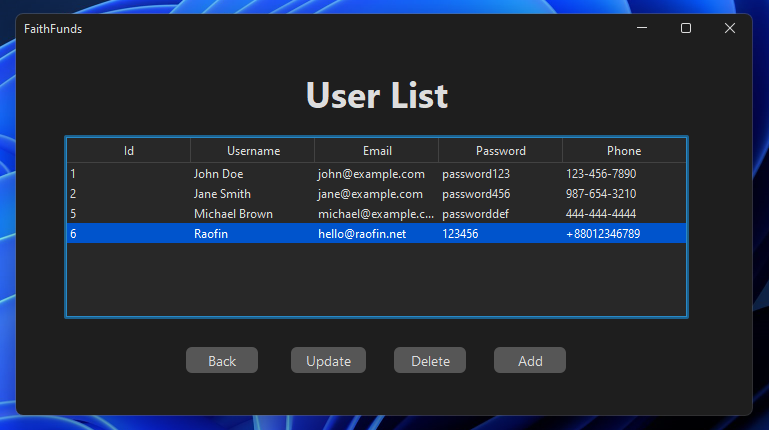 FaithFunds
User List
Id Username Email Password Phone
1 John Doe john@example.com password123 123-456-7890
2 Jane Smith jane@example.com password456 987-654-3210
5 Michael Brown michael@example.c... passworddef 444-444-4444
6 Raofin hello@raofin.net 123456 +88012346789
Back Update Delete Add